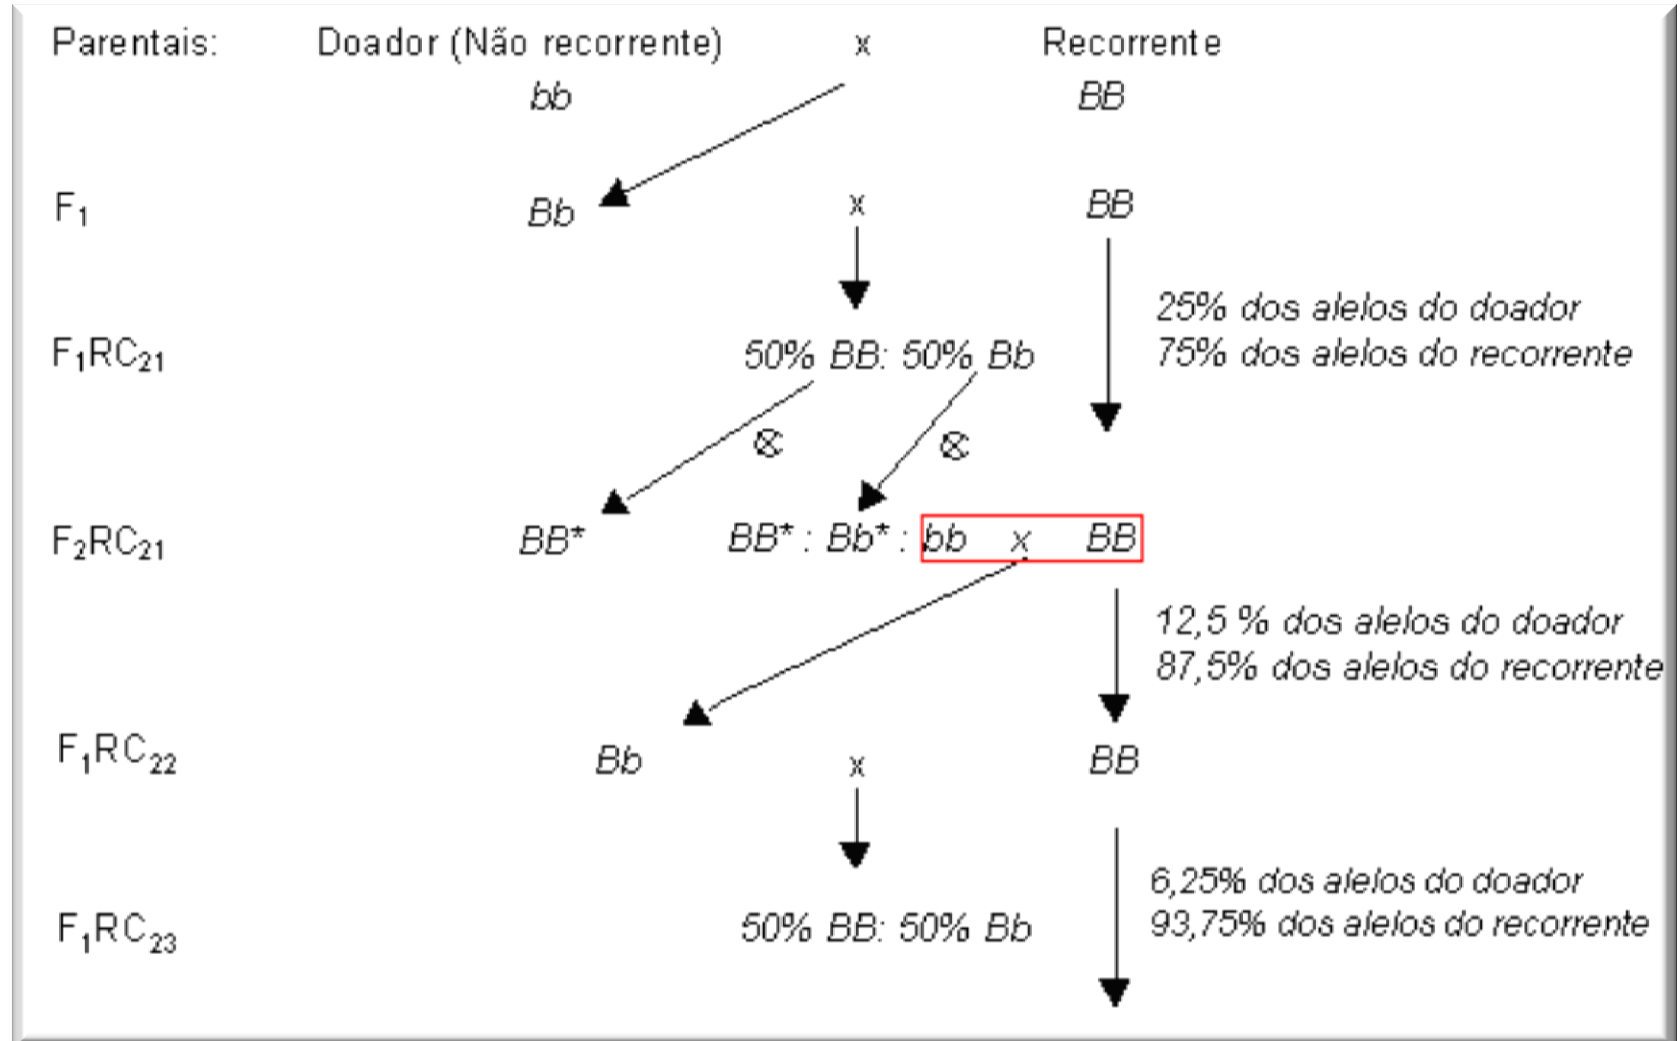 Parentais: Doador (Não recorrente) x Recorrente
bb BB
F₁ Bb x BB
25% dos alelos do doador
F₁RC₂₁ 50% BB: 50% Bb 75% dos alelos do recorrente
F₂RC₂₁ BB* BB* : Bb* : bb x BB
12,5 % dos alelos do doador
87,5% dos alelos do recorrente
F₁RC₂₂ Bb x BB
6,25% dos alelos do doador
F₁RC₂₃ 50% BB: 50% Bb 93,75% dos alelos do recorrente